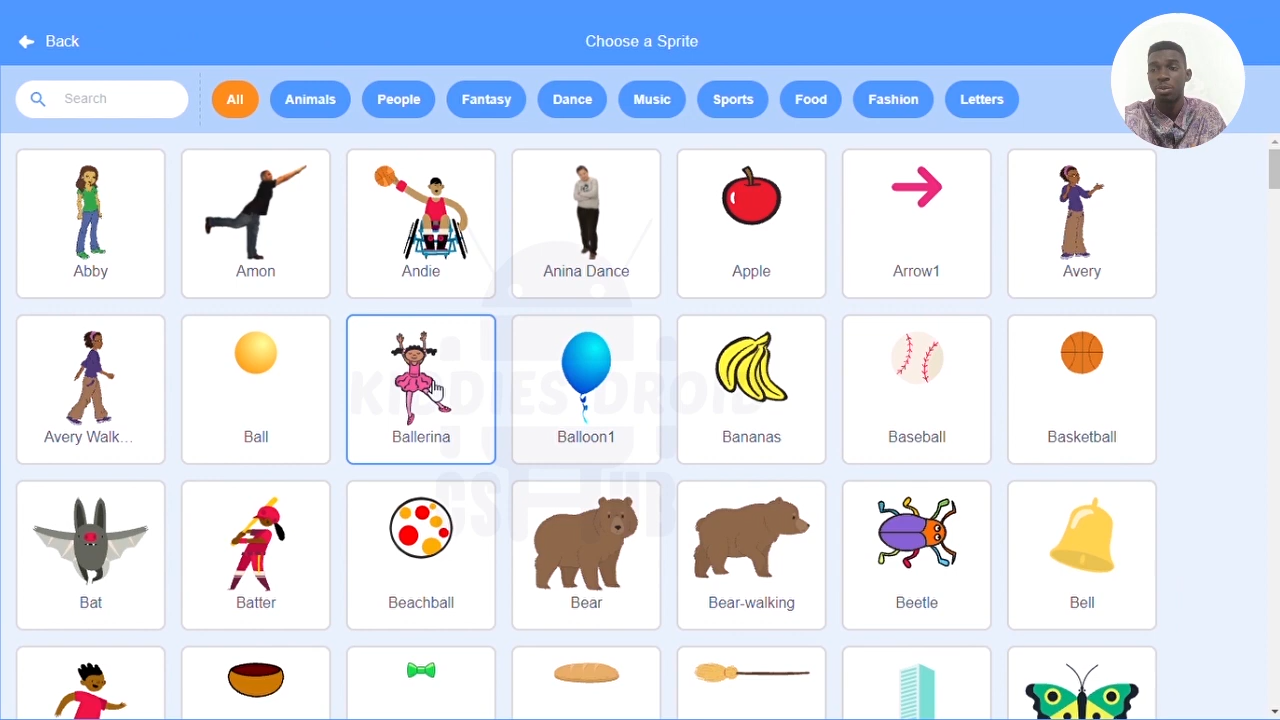 Back
Choose a Sprite
Search
All
Animals
People
Fantasy
Dance
Music
Sports
Food
Fashion
Letters
Abby
Amon
Andie
Anina Dance
Apple
Arrow1
Avery
Avery Walk...
Ball
Ballerina
Balloon1
Bananas
Baseball
Basketball
KIDDIES DROID
Bat
Batter
Beachball
Bear
Bear-walking
Beetle
Bell